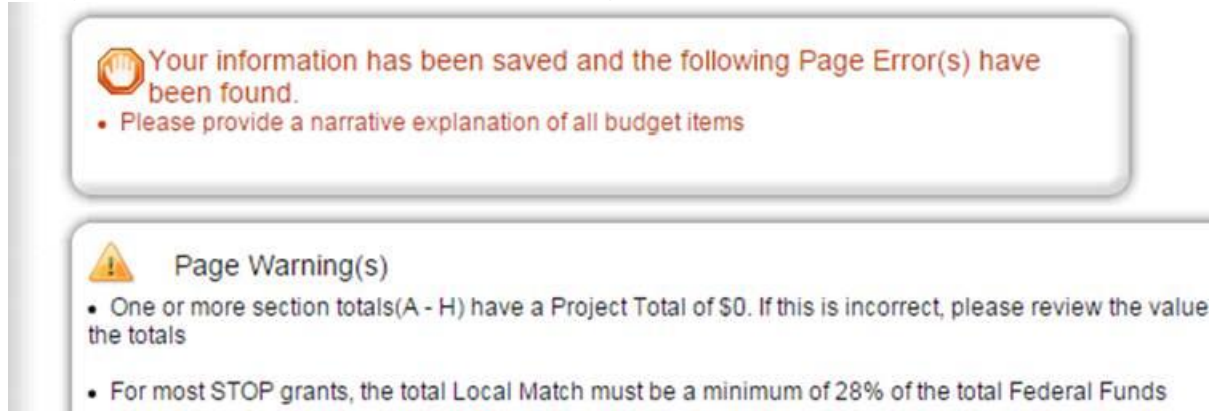 Your information has been saved and the following Page Error(s) have
been found.
• Please provide a narrative explanation of all budget items
Page Warning(s)
• One or more section totals(A - H) have a Project Total of $0. If this is incorrect, please review the value
the totals
• For most STOP grants, the total Local Match must be a minimum of 28% of the total Federal Funds